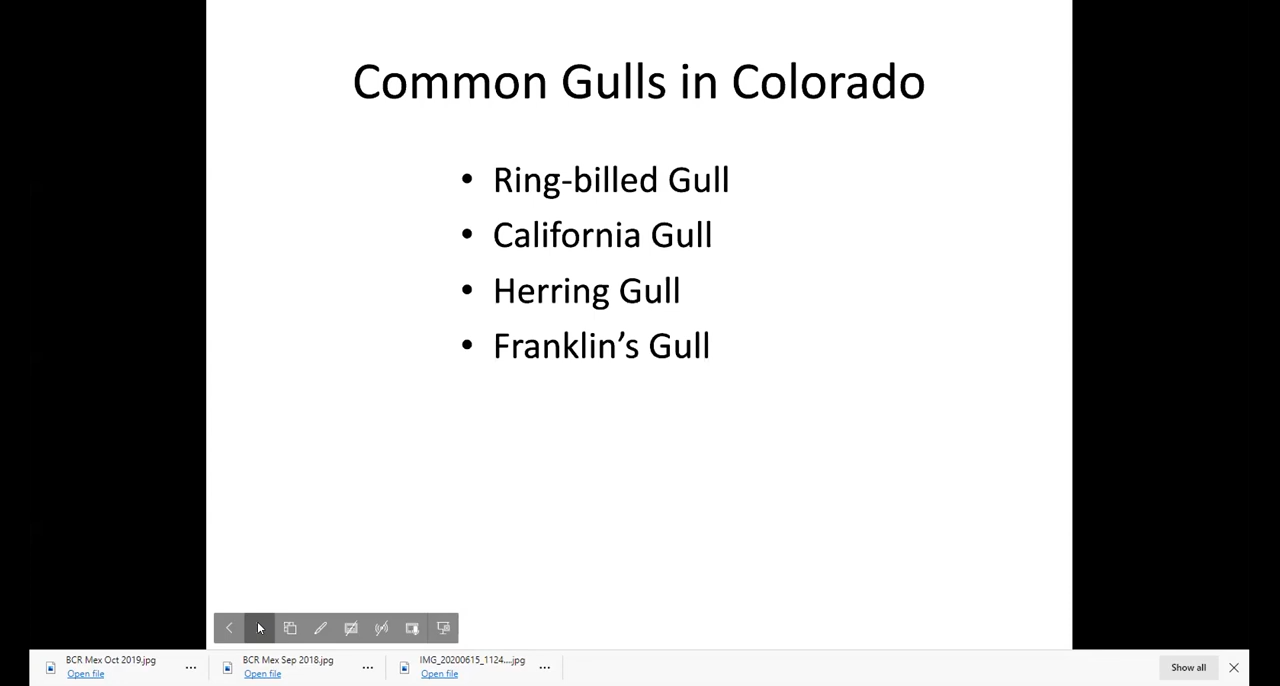 Common Gulls in Colorado
• Ring-billed Gull
• California Gull
• Herring Gull
• Franklin’s Gull
BCR Mex Oct 2019.jpg
Open file
BCR Mex Sep 2018.jpg
Open file
IMG_20200615_1124....jpg
Open file
Show all